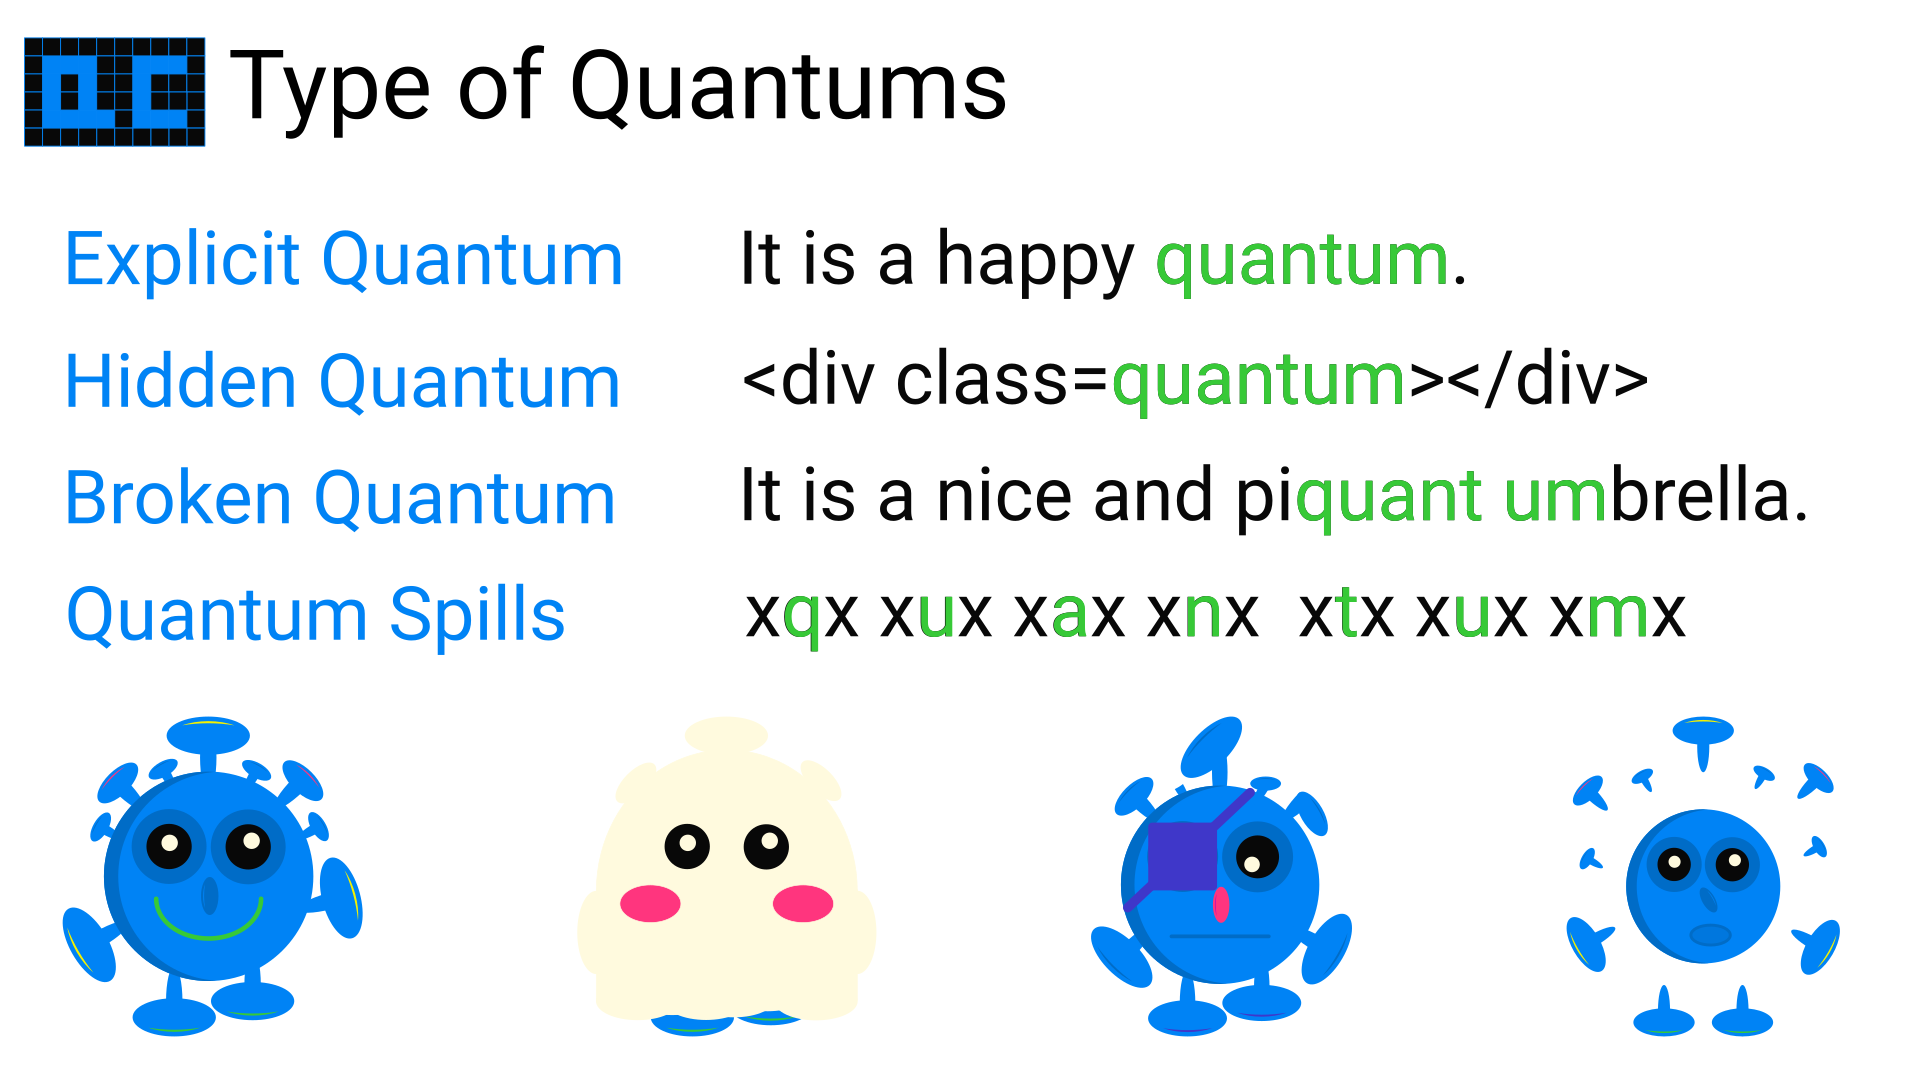 QC Type of Quantums
Explicit Quantum It is a happy quantum.
Hidden Quantum <div class=quantum></div>
Broken Quantum It is a nice and piquant umbrella.
Quantum Spills xqx xux xax xnx xtx xux xmx